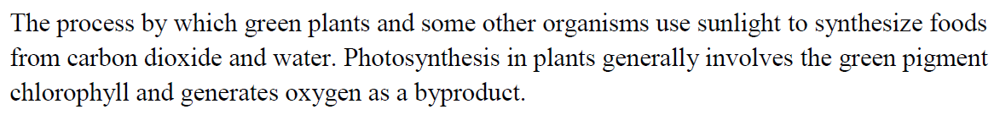 The process by which green plants and some other organisms use sunlight to synthesize foods
from carbon dioxide and water. Photosynthesis in plants generally involves the green pigment
chlorophyll and generates oxygen as a byproduct.